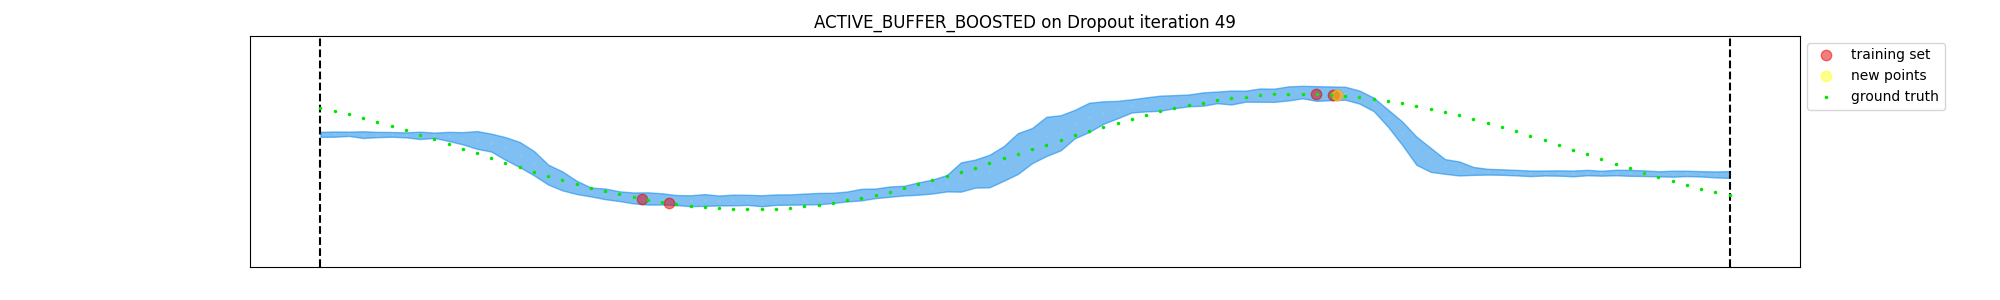 ACTIVE_BUFFER_BOOSTED on Dropout iteration 49
training set
new points
ground truth